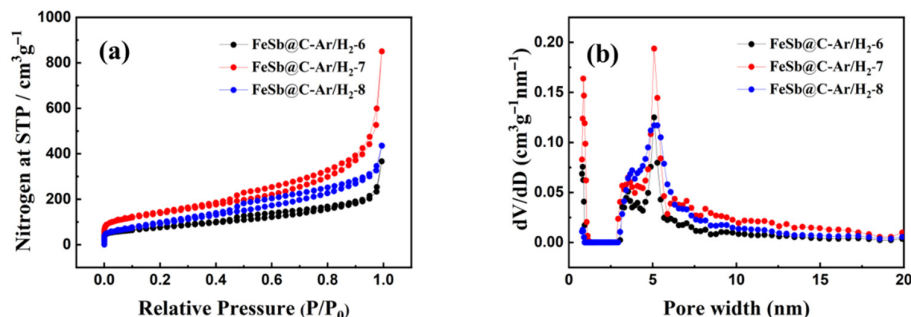 (a)
FeSb@C-Ar/H₂-6
FeSb@C-Ar/H₂-7
FeSb@C-Ar/H₂-8
Nitrogen at STP / cm³g⁻¹
1000
800
600
400
200
0
0.0 0.2 0.4 0.6 0.8 1.0
Relative Pressure (P/P₀)
(b)
FeSb@C-Ar/H₂-6
FeSb@C-Ar/H₂-7
FeSb@C-Ar/H₂-8
dV/dD (cm³g⁻¹nm⁻¹)
0.20
0.15
0.10
0.05
0.00
5 10 15 20
Pore width (nm)